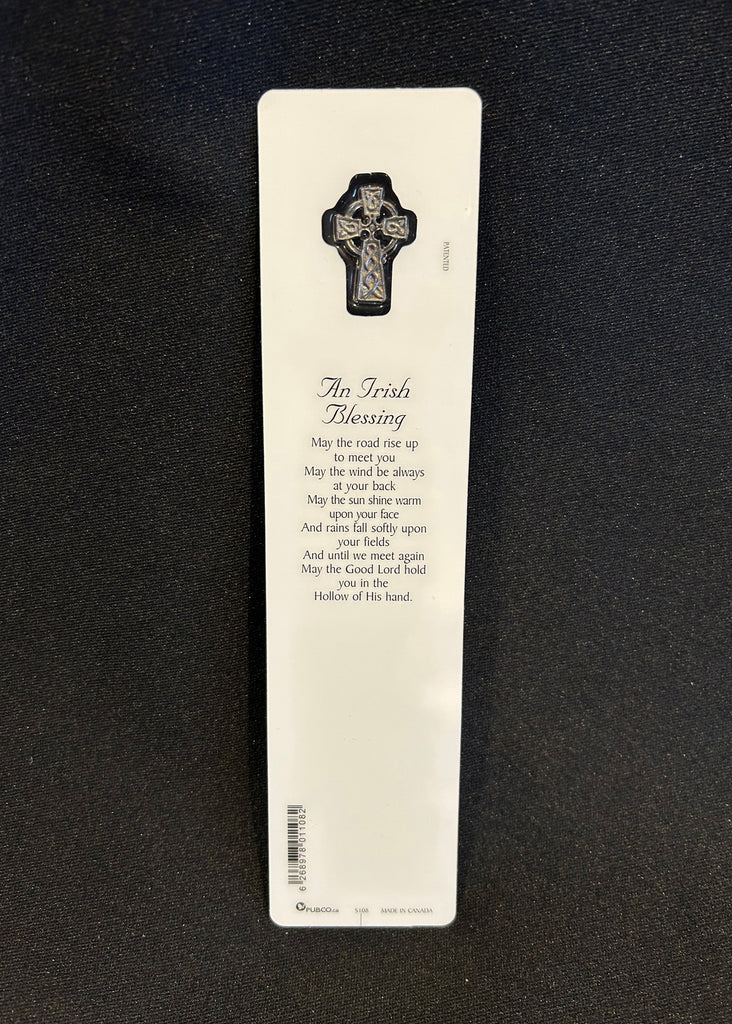 PATENTED
An Irish
Blessing
May the road rise up
to meet you
May the wind be always
at your back
May the sun shine warm
upon your face
And rains fall softly upon
your fields
And until we meet again
May the Good Lord hold
you in the
Hollow of His hand.
6 268978 011082
PUBCO.ca S108 MADE IN CANADA